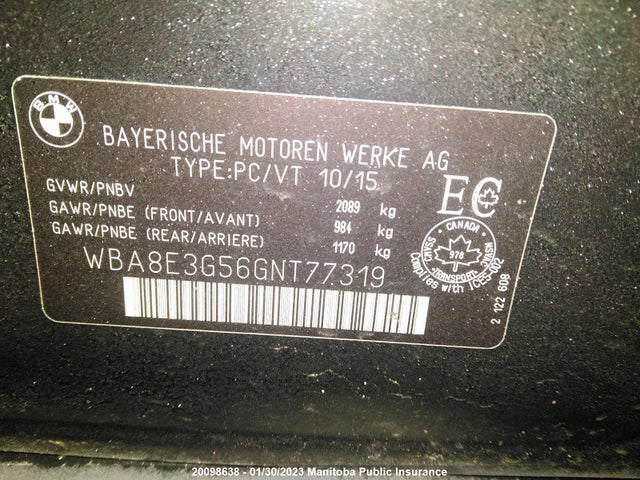 BMW
BAYERISCHE MOTOREN WERKE AG
TYPE:PC/VT 10/15
GVWR/PNBV 2089 kg
GAWR/PNBE (FRONT/AVANT) 984 kg
GAWR/PNBE (REAR/ARRIERE) 1170 kg
WBA8E3G56GNT77319
EC
CANADA
CMVSS
NSVAC
978
TRANSPORT
Complies with ICES-002
2 122 608
20098638 - 01/30/2023 Manitoba Public Insurance